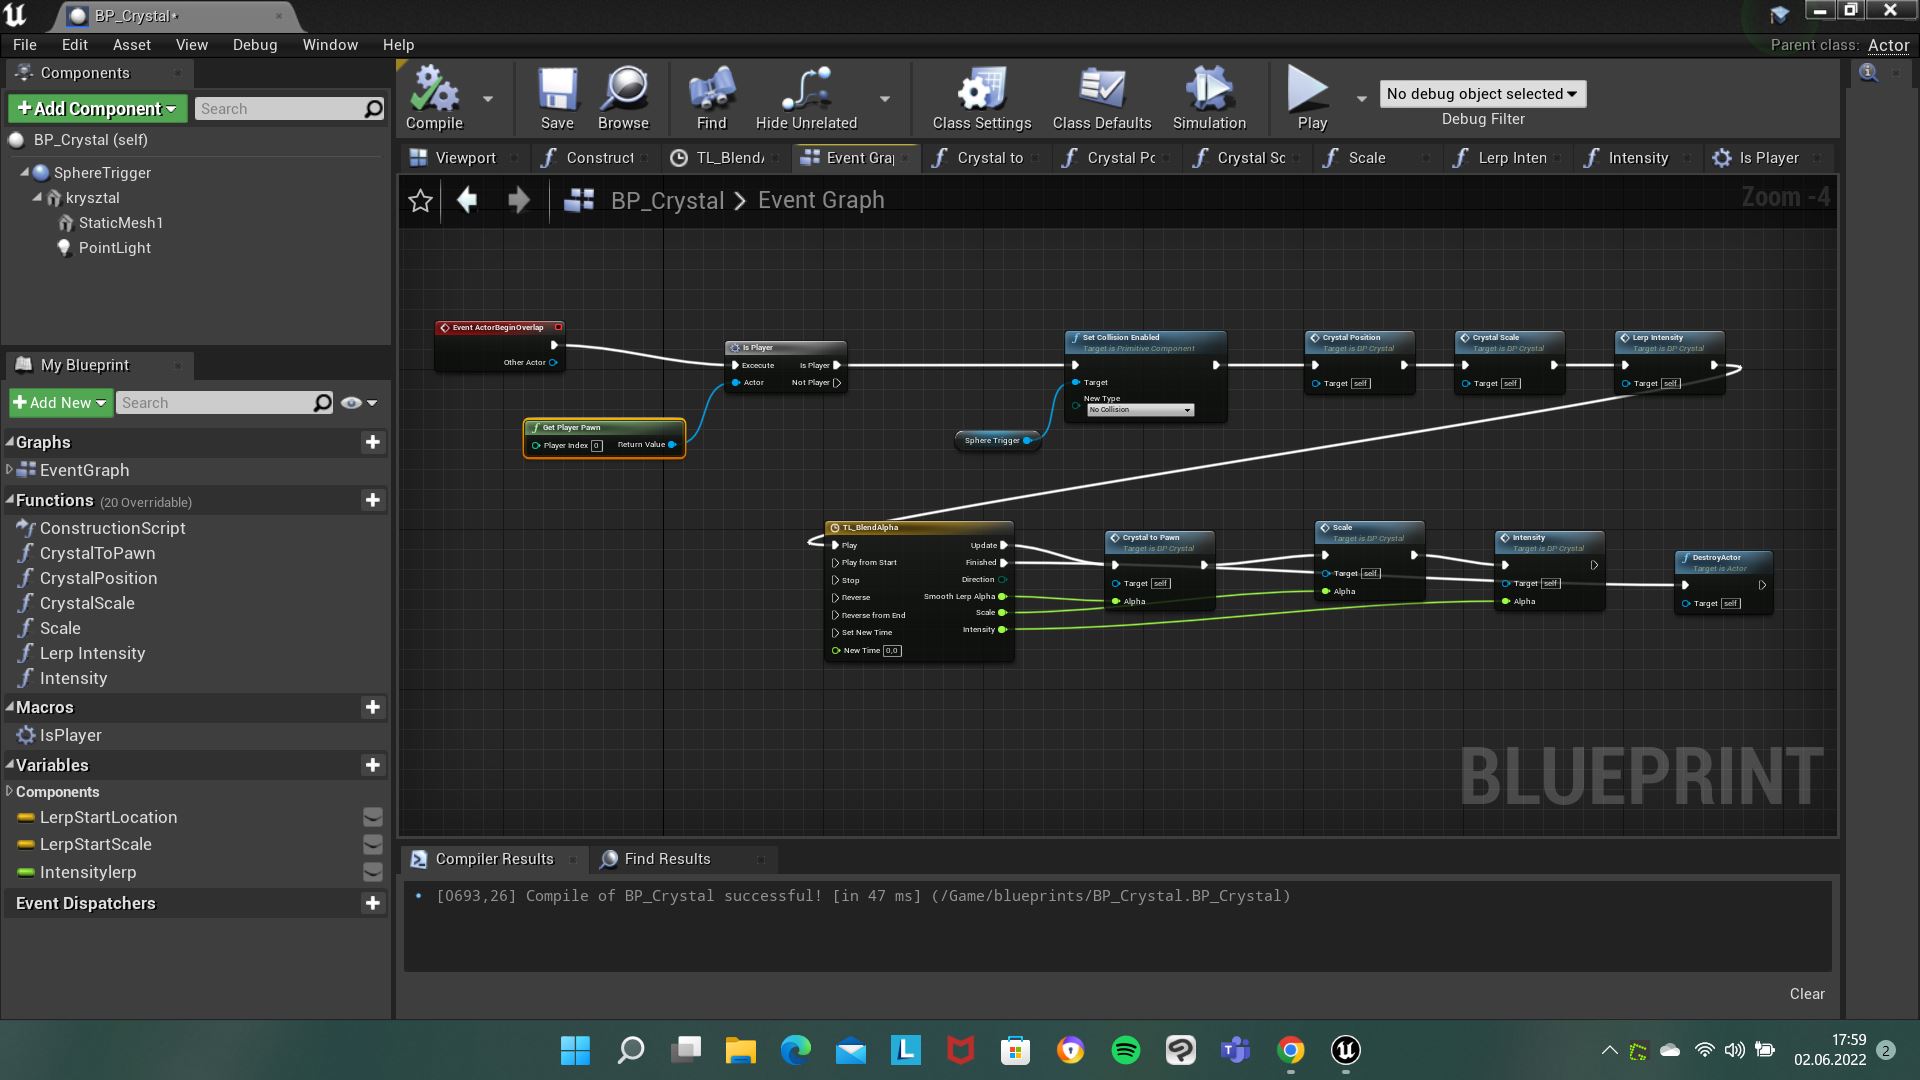 BP_Crystal*
File Edit Asset View Debug Window Help
Parent class: Actor
Components
+Add Component
Search
BP_Crystal (self)
SphereTrigger
krysztal
StaticMesh1
PointLight
My Blueprint
+Add New
Search
Graphs
EventGraph
Functions (20 Overridable)
ConstructionScript
CrystalToPawn
CrystalPosition
CrystalScale
Scale
Lerp Intensity
Intensity
Macros
IsPlayer
Variables
Components
LerpStartLocation
LerpStartScale
Intensitylerp
Event Dispatchers
Compile
Save
Browse
Find
Hide Unrelated
Class Settings
Class Defaults
Simulation
Play
No debug object selected
Debug Filter
Viewport
Construct
TL_BlendA
Event Gra
Crystal to
Crystal Po
Crystal Sc
Scale
Lerp Inten
Intensity
Is Player
BP_Crystal > Event Graph
Zoom -4
Event ActorBeginOverlap
Other Actor
Get Player Pawn
Player Index 0 Return Value
Is Player
Excecute Is Player
Actor Not Player
Set Collision Enabled
Target is Primitive Component
Target
New Type
No Collision
Sphere Trigger
Crystal Position
Target is BP Crystal
Target self
Crystal Scale
Target is BP Crystal
Target self
Lerp Intensity
Target is BP Crystal
Target self
TL_BlendAlpha
Play Update
Play from Start Finished
Stop Direction
Reverse Smooth Lerp Alpha
Reverse from End Scale
Set New Time Intensity
New Time 0,0
Crystal to Pawn
Target is BP Crystal
Target self
Alpha
Scale
Target is BP Crystal
Target self
Alpha
Intensity
Target is BP Crystal
Target self
Alpha
DestroyActor
Target is Actor
Target self
BLUEPRINT
Compiler Results
Find Results
[0693,26] Compile of BP_Crystal successful! [in 47 ms] (/Game/blueprints/BP_Crystal.BP_Crystal)
Clear
17:59
02.06.2022
2